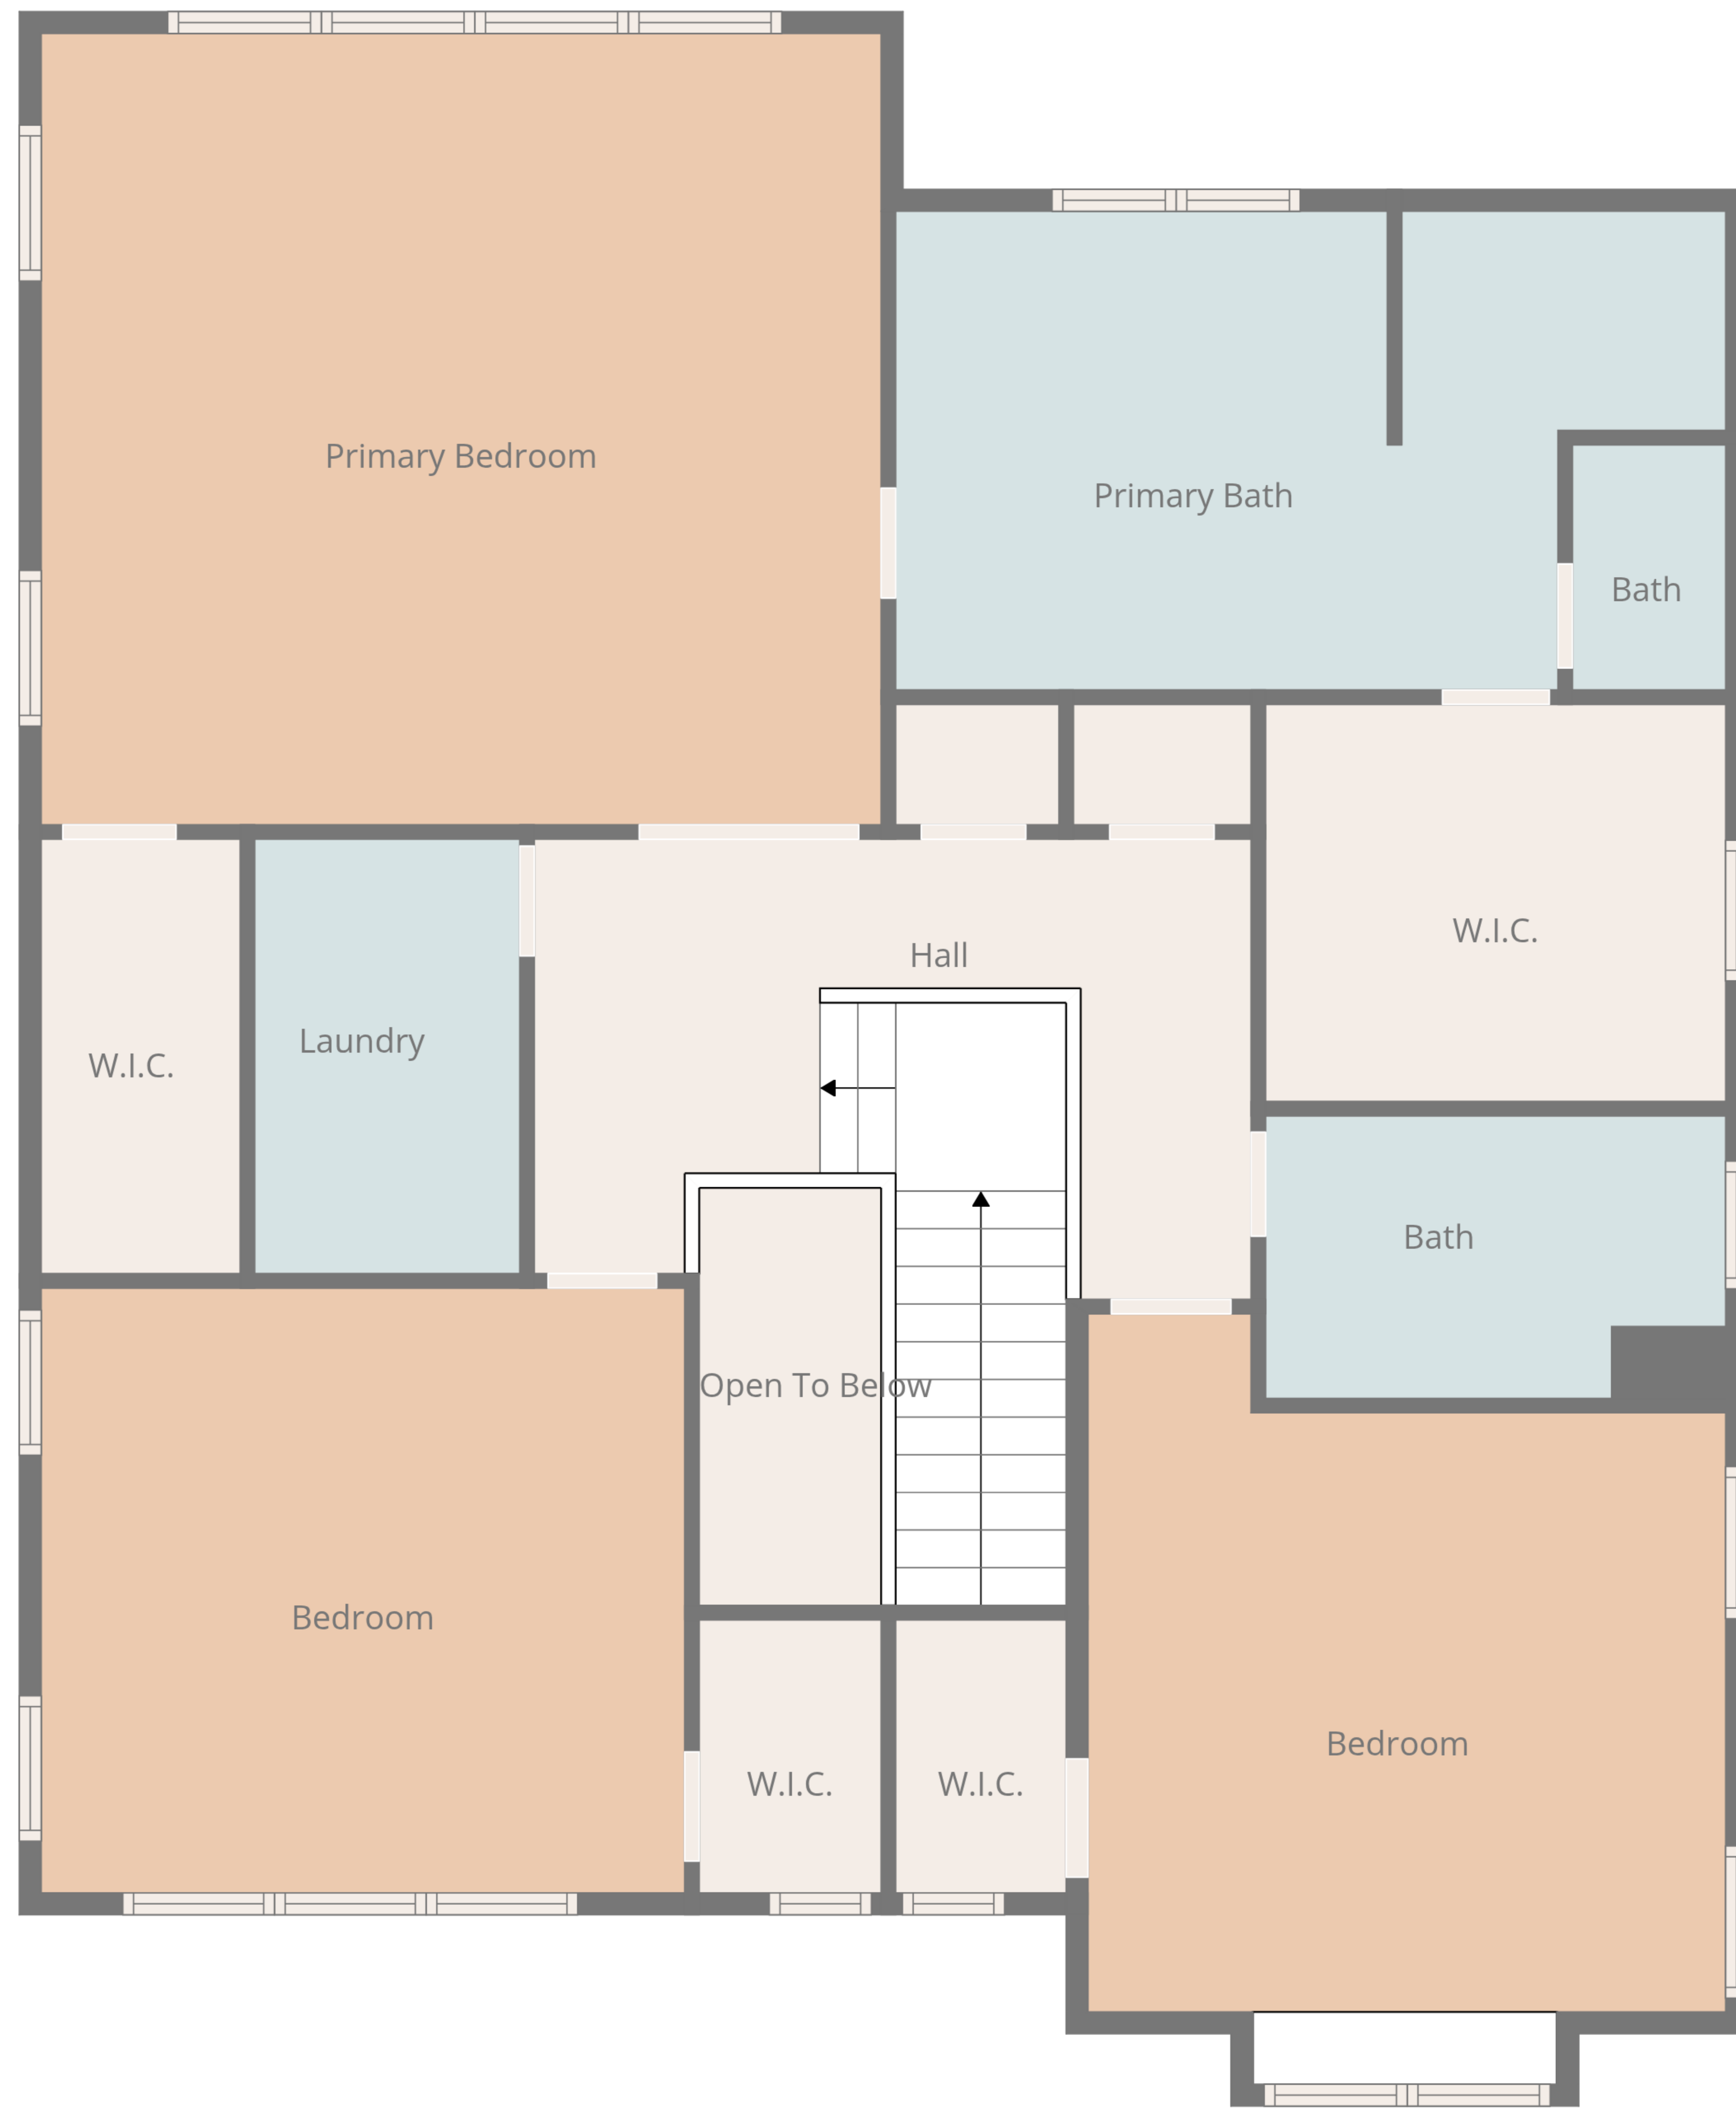 Primary Bedroom
Primary Bath
Bath
W.I.C.
Hall
Laundry
W.I.C.
Bath
Open To Below
Bedroom
Bedroom
W.I.C.
W.I.C.